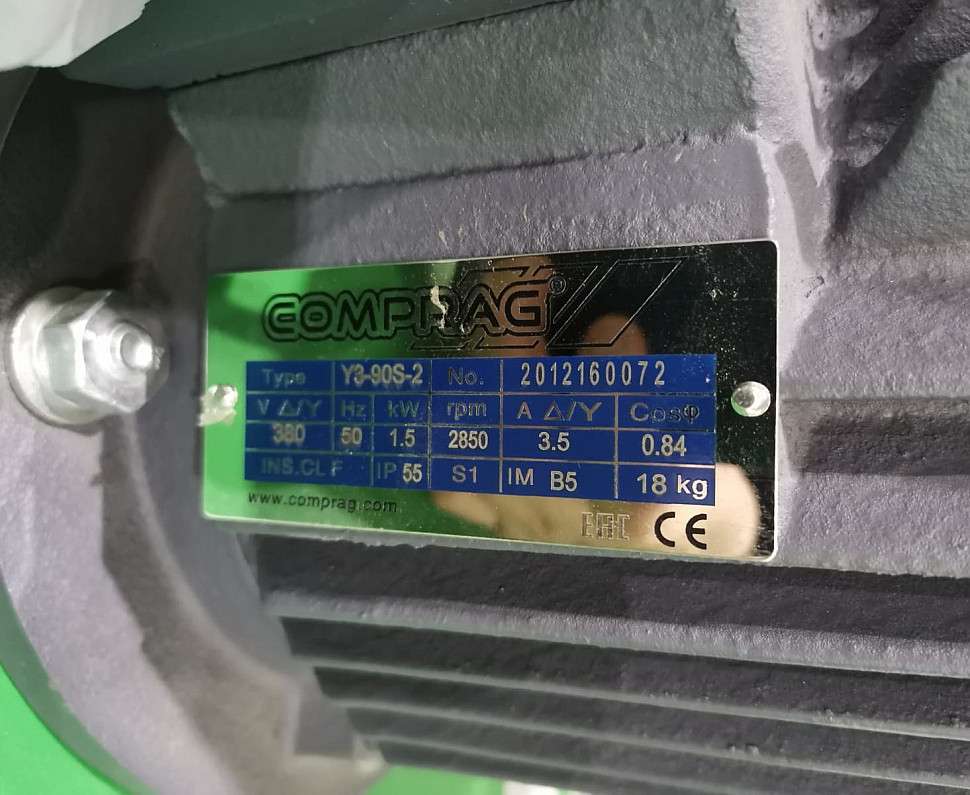 COMPRAG®
Type Y3-90S-2 No. 2012160072
V Δ/Y Hz kW rpm A Δ/Y Cosφ
380 50 1.5 2850 3.5 0.84
INS.CL F IP 55 S1 IM B5 18 kg
www.comprag.com
EAC CE